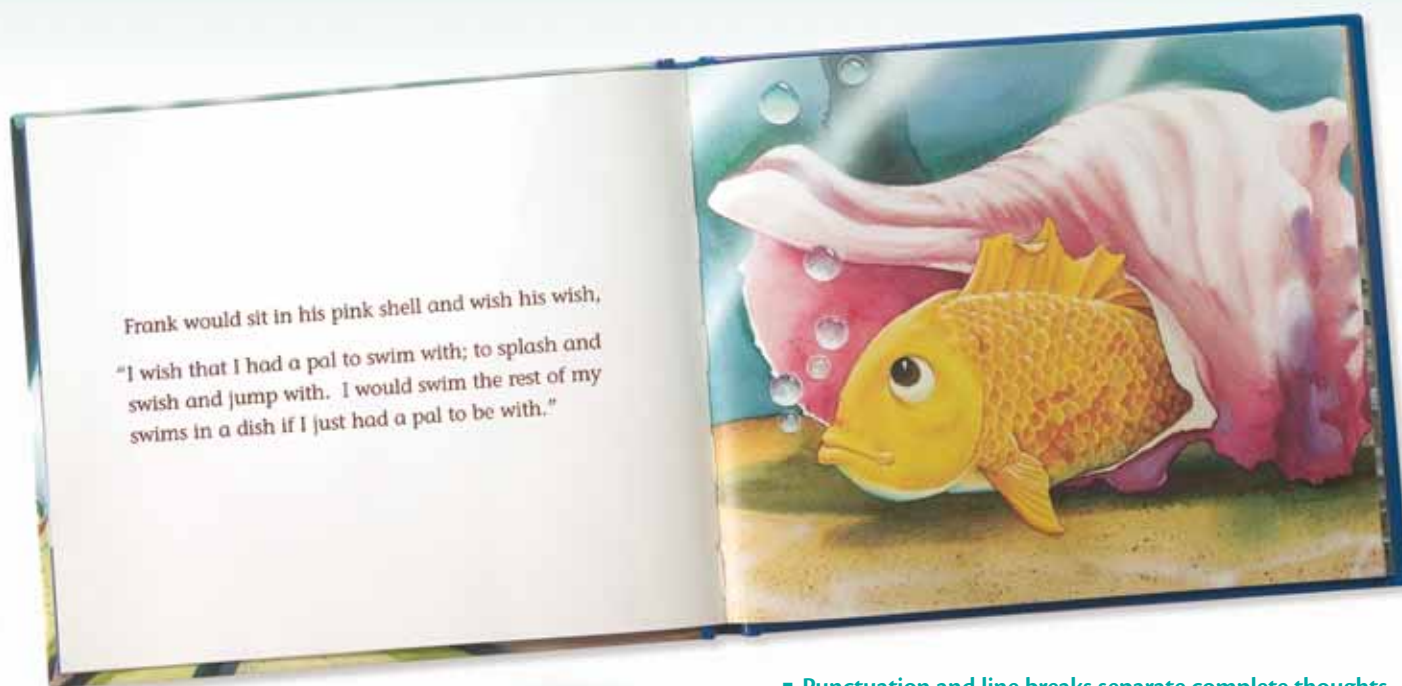 Frank would sit in his pink shell and wish his wish,
“I wish that I had a pal to swim with; to splash and
swish and jump with. I would swim the rest of my
swims in a dish if I just had a pal to be with.”
Punctuation and line breaks separate complete thoughts